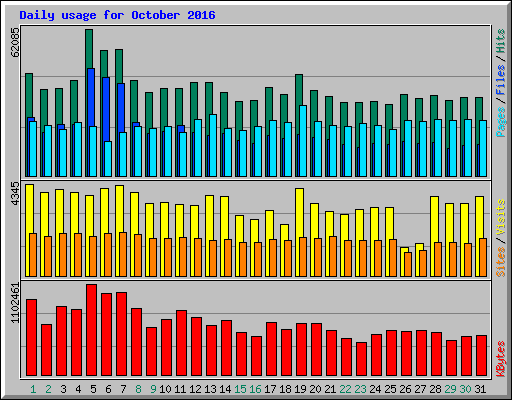 Daily usage for October 2016
62085
Pages / Files / Hits
4345
Sites / Visits
1102461
KBytes
1 2 3 4 5 6 7 8 9 10 11 12 13 14 15 16 17 18 19 20 21 22 23 24 25 26 27 28 29 30 31